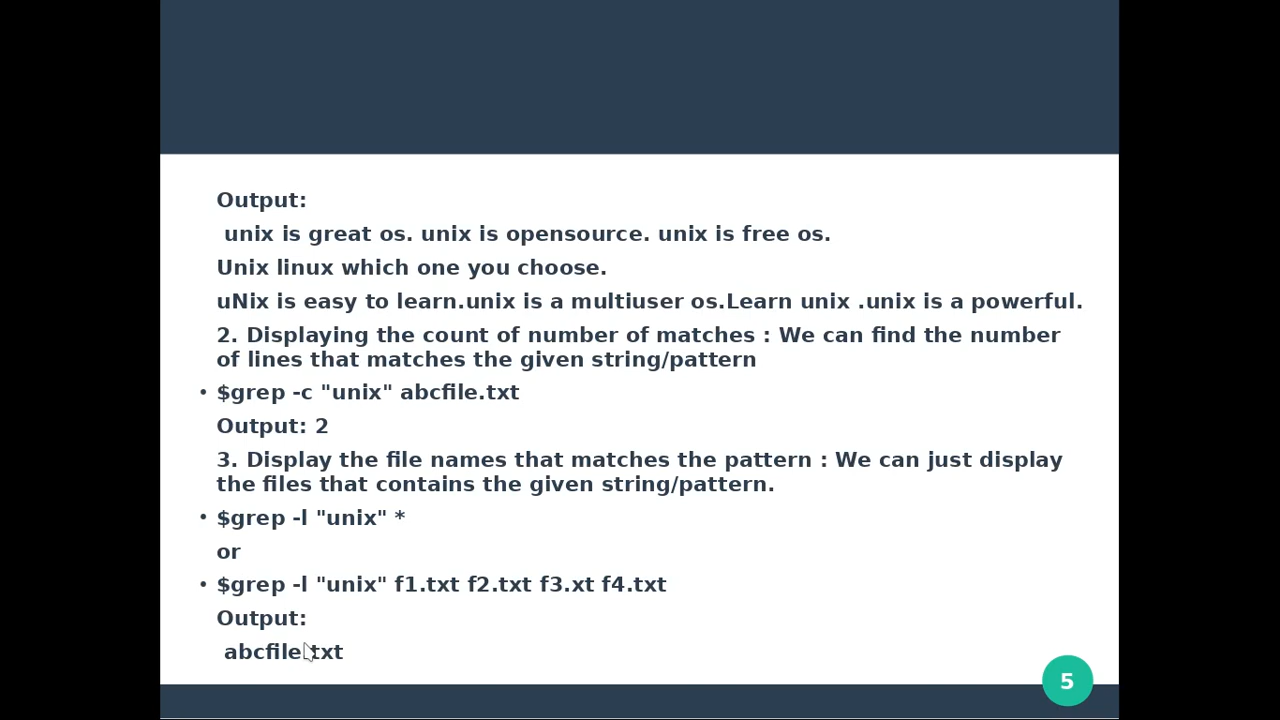 Output:
unix is great os. unix is opensource. unix is free os.
Unix linux which one you choose.
uNix is easy to learn.unix is a multiuser os.Learn unix .unix is a powerful.
2. Displaying the count of number of matches : We can find the number
of lines that matches the given string/pattern
• $grep -c "unix" abcfile.txt
Output: 2
3. Display the file names that matches the pattern : We can just display
the files that contains the given string/pattern.
• $grep -l "unix" *
or
• $grep -l "unix" f1.txt f2.txt f3.xt f4.txt
Output:
abcfile.txt
5